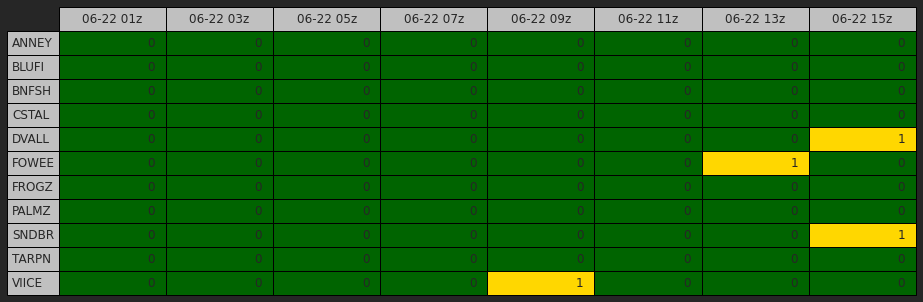 06-22 01z 06-22 03z 06-22 05z 06-22 07z 06-22 09z 06-22 11z 06-22 13z 06-22 15z
ANNEY 0 0 0 0 0 0 0 0
BLUFI 0 0 0 0 0 0 0 0
BNFSH 0 0 0 0 0 0 0 0
CSTAL 0 0 0 0 0 0 0 0
DVALL 0 0 0 0 0 0 0 1
FOWEE 0 0 0 0 0 0 1 0
FROGZ 0 0 0 0 0 0 0 0
PALMZ 0 0 0 0 0 0 0 0
SNDBR 0 0 0 0 0 0 0 1
TARPN 0 0 0 0 0 0 0 0
VIICE 0 0 0 0 1 0 0 0